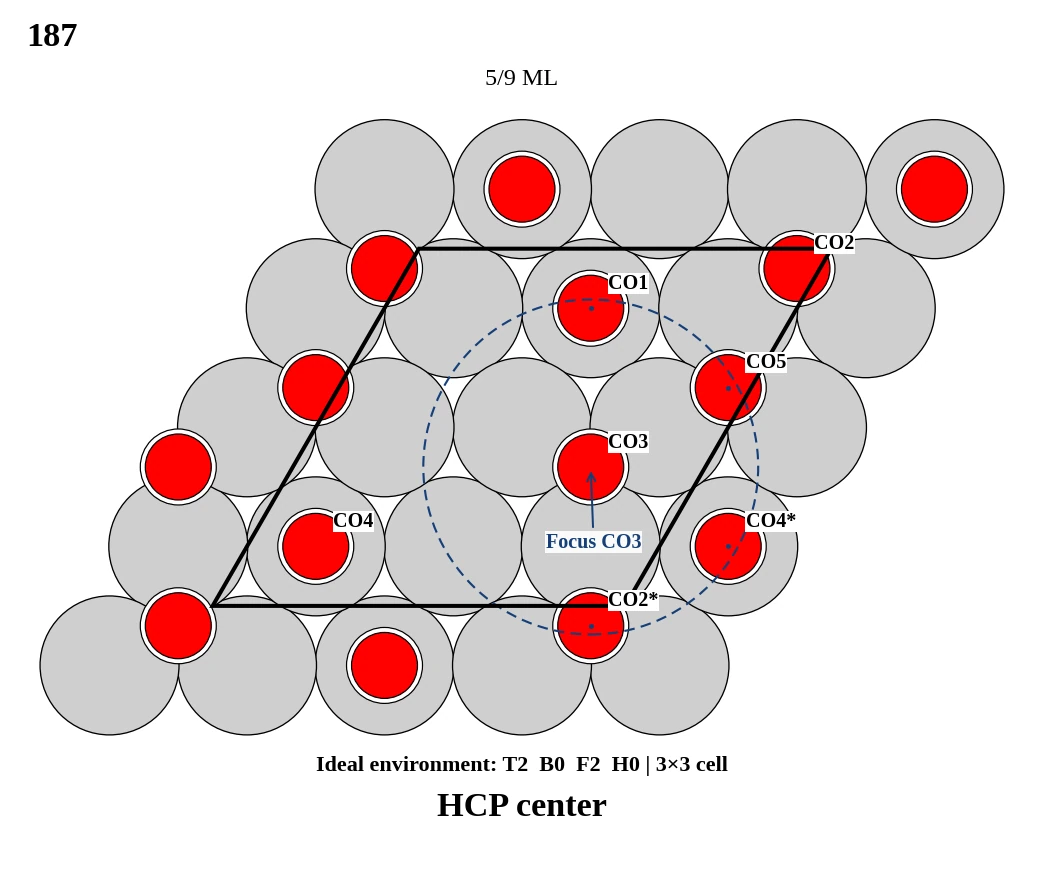 187
5/9 ML
CO2
CO1
CO5
CO3
CO4
CO4*
Focus CO3
CO2*
Ideal environment: T2 B0 F2 H0 | 3×3 cell
HCP center